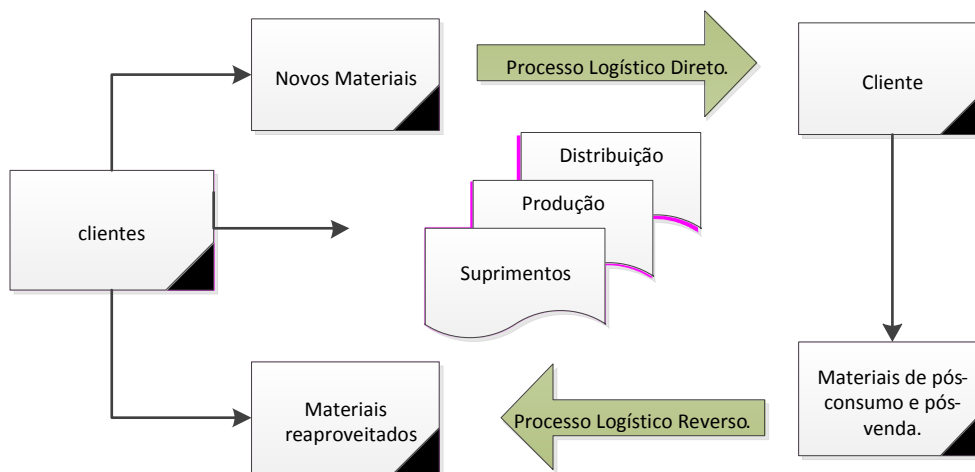 Novos Materiais
Processo Logístico Direto.
Cliente
Distribuição
Produção
clientes
Suprimentos
Materiais
reaproveitados
Processo Logístico Reverso.
Materiais de pós-
consumo e pós-
venda.